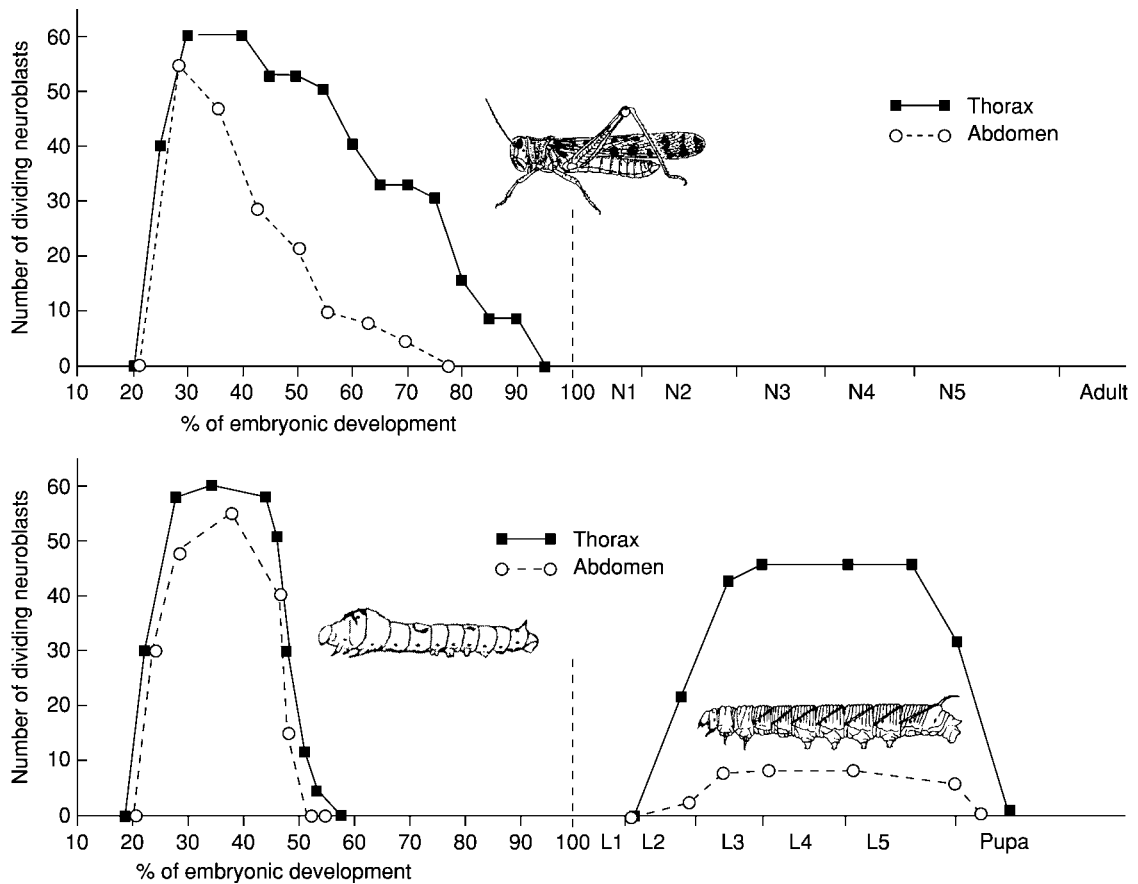 Number of dividing neuroblasts
60
50
40
30
20
10
0
Thorax
Abdomen
10 20 30 40 50 60 70 80 90 100 N1 N2 N3 N4 N5 Adult
% of embryonic development
Number of dividing neuroblasts
60
50
40
30
20
10
0
Thorax
Abdomen
10 20 30 40 50 60 70 80 90 100 L1 L2 L3 L4 L5 Pupa
% of embryonic development